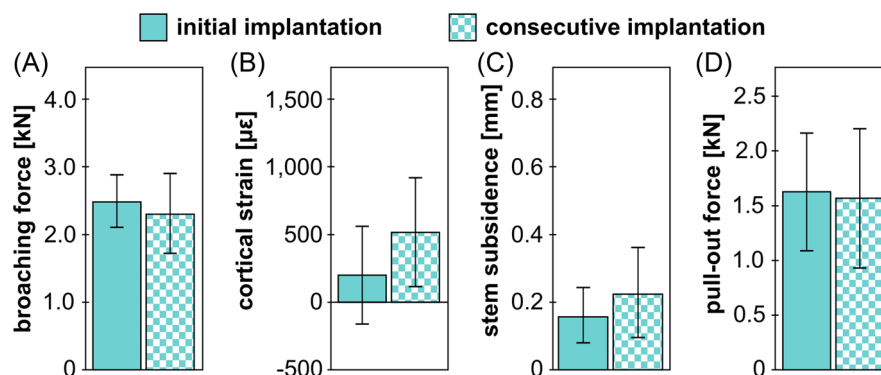 initial implantation
consecutive implantation
(A)
broaching force [kN]
4.0
3.0
2.0
1.0
0
(B)
cortical strain [µε]
1,500
1,000
500
0
-500
(C)
stem subsidence [mm]
0.8
0.6
0.4
0.2
0
(D)
pull-out force [kN]
2.5
2.0
1.5
1.0
0.5
0